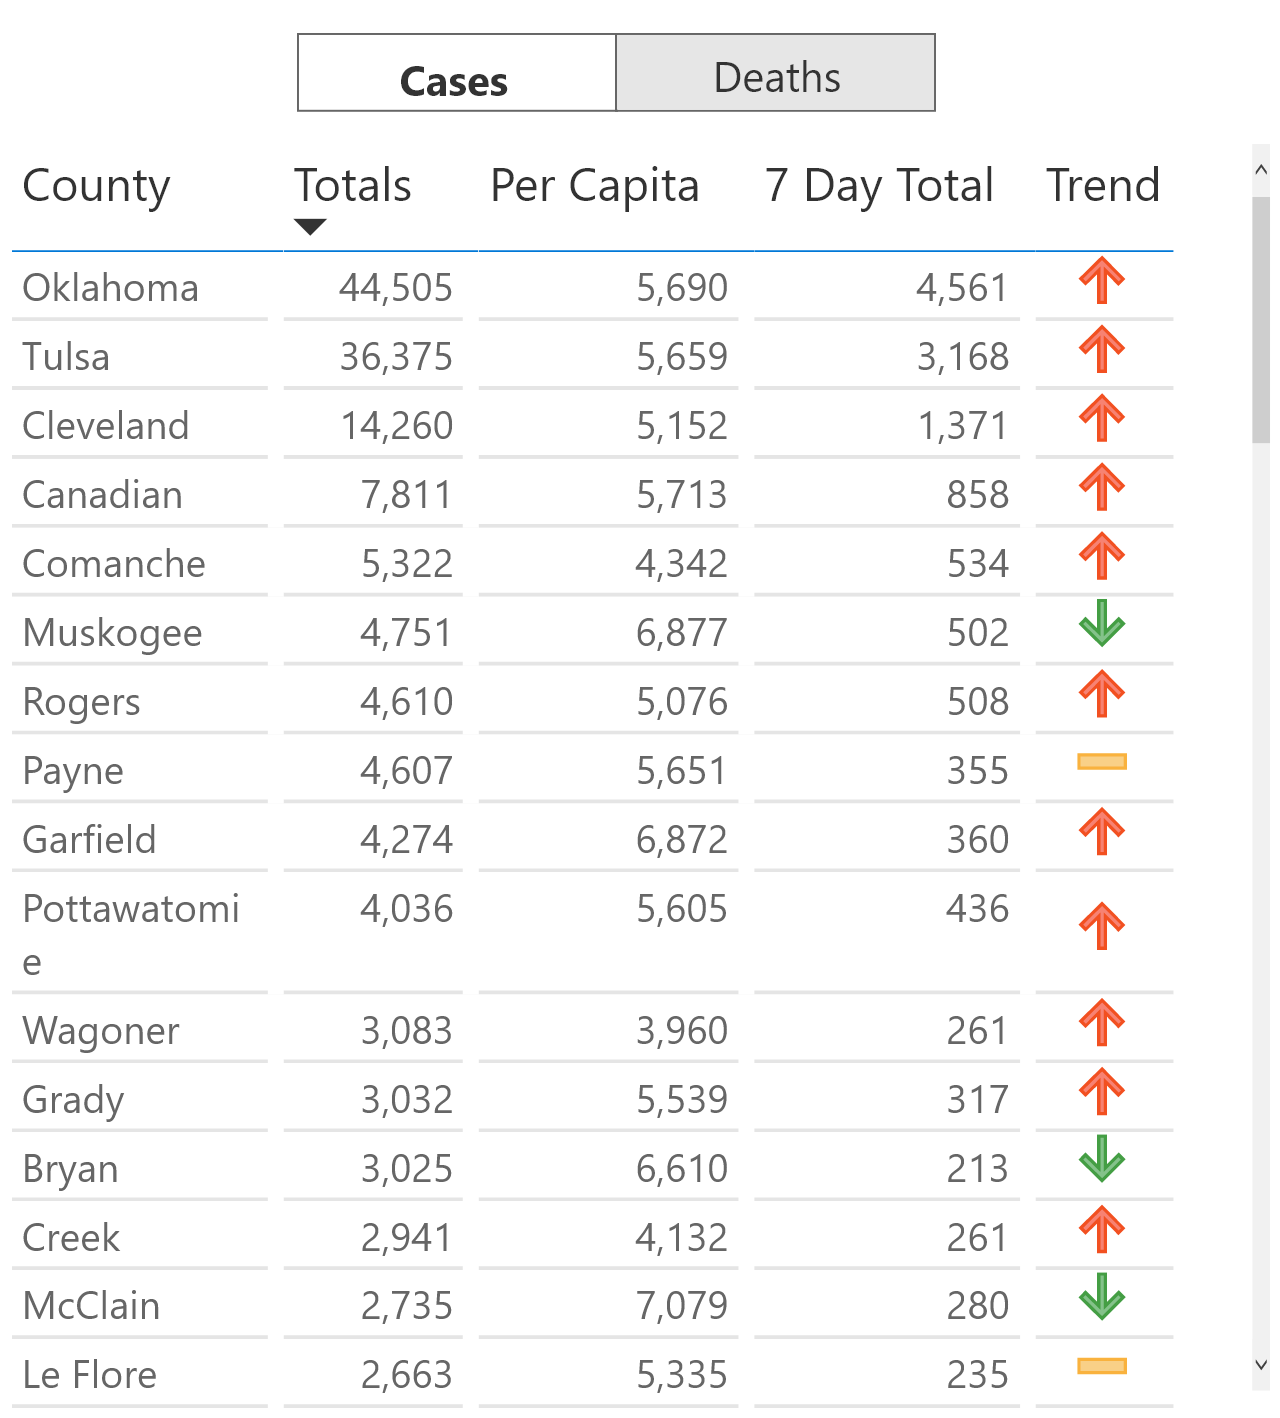 Cases Deaths
County Totals Per Capita 7 Day Total Trend
Oklahoma 44,505 5,690 4,561
Tulsa 36,375 5,659 3,168
Cleveland 14,260 5,152 1,371
Canadian 7,811 5,713 858
Comanche 5,322 4,342 534
Muskogee 4,751 6,877 502
Rogers 4,610 5,076 508
Payne 4,607 5,651 355
Garfield 4,274 6,872 360
Pottawatomi 4,036 5,605 436
e
Wagoner 3,083 3,960 261
Grady 3,032 5,539 317
Bryan 3,025 6,610 213
Creek 2,941 4,132 261
McClain 2,735 7,079 280
Le Flore 2,663 5,335 235